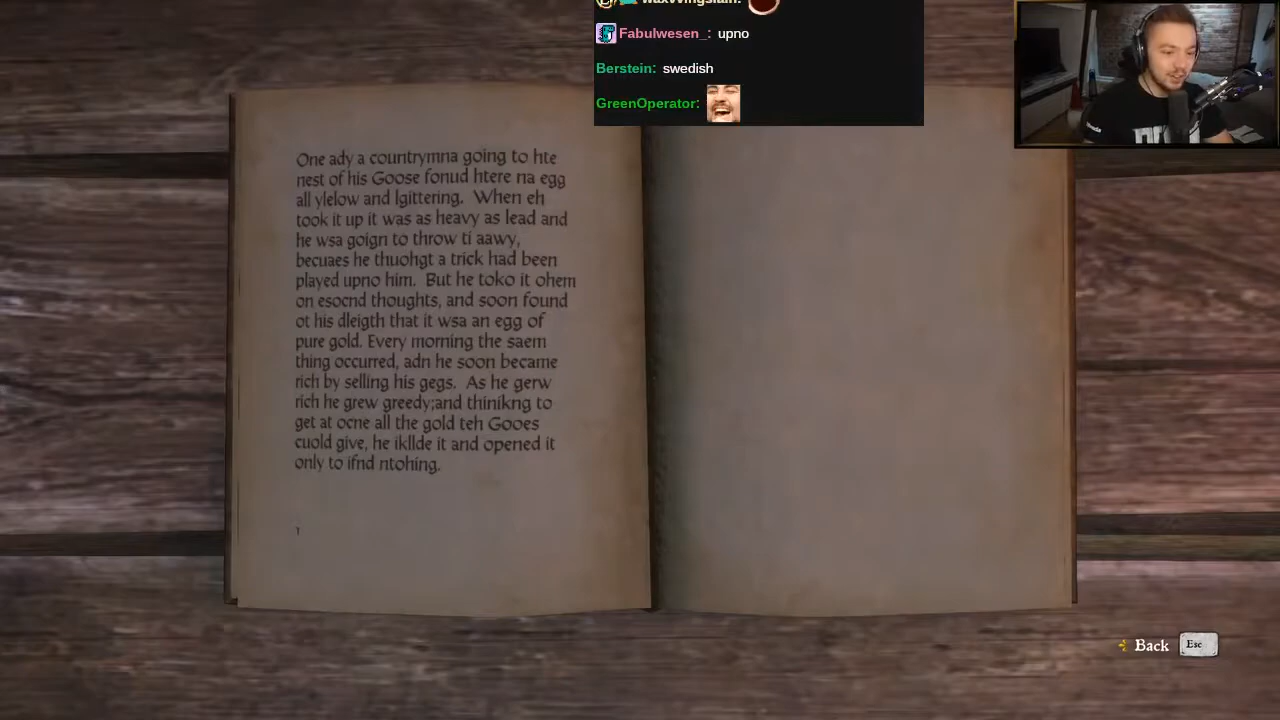 Fabulwesen_: upno
Berstein: swedish
GreenOperator:
One ady a countrymna going to hte
nest of his Goose fonud htere na egg
all ylelow and lgittering. When eh
took it up it was as heavy as lead and
he wsa goign to throw ti aawy,
becuaes he thuohgt a trick had been
played upno him. But he toko it ohem
on esocnd thoughts, and soon found
ot his dleigth that it wsa an egg of
pure gold. Every morning the saem
thing occurred, adn he soon became
rich by selling his gegs. As he gerw
rich he grew greedy;and thinikng to
get at ocne all the gold teh Gooes
cuold give, he ikllde it and opened it
only to ifnd ntohing.
1
Back Esc